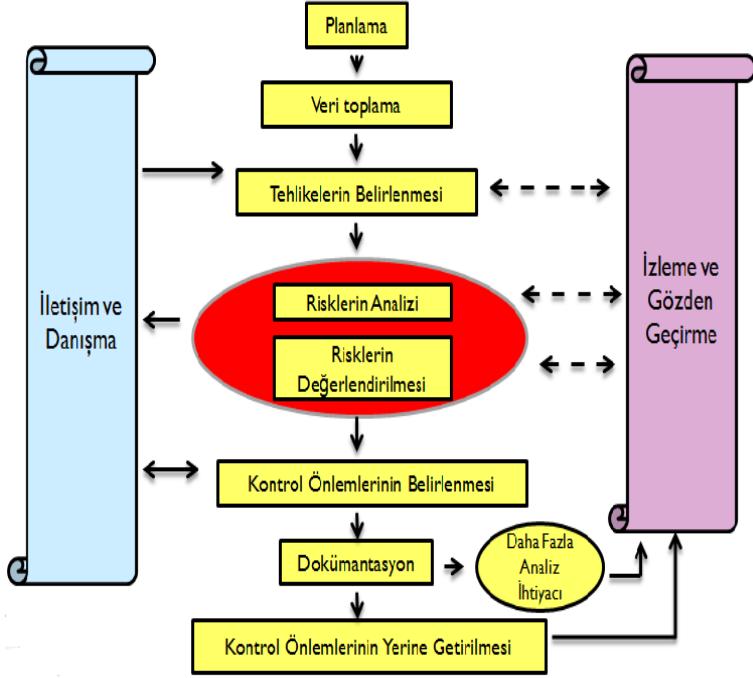 Planlama
Veri toplama
Tehlikelerin Belirlenmesi
İletişim ve
Danışma
Risklerin Analizi
Risklerin
Değerlendirilmesi
İzleme ve
Gözden
Geçirme
Kontrol Önlemlerinin Belirlenmesi
Dokümantasyon
Daha Fazla
Analiz
İhtiyacı
Kontrol Önlemlerinin Yerine Getirilmesi